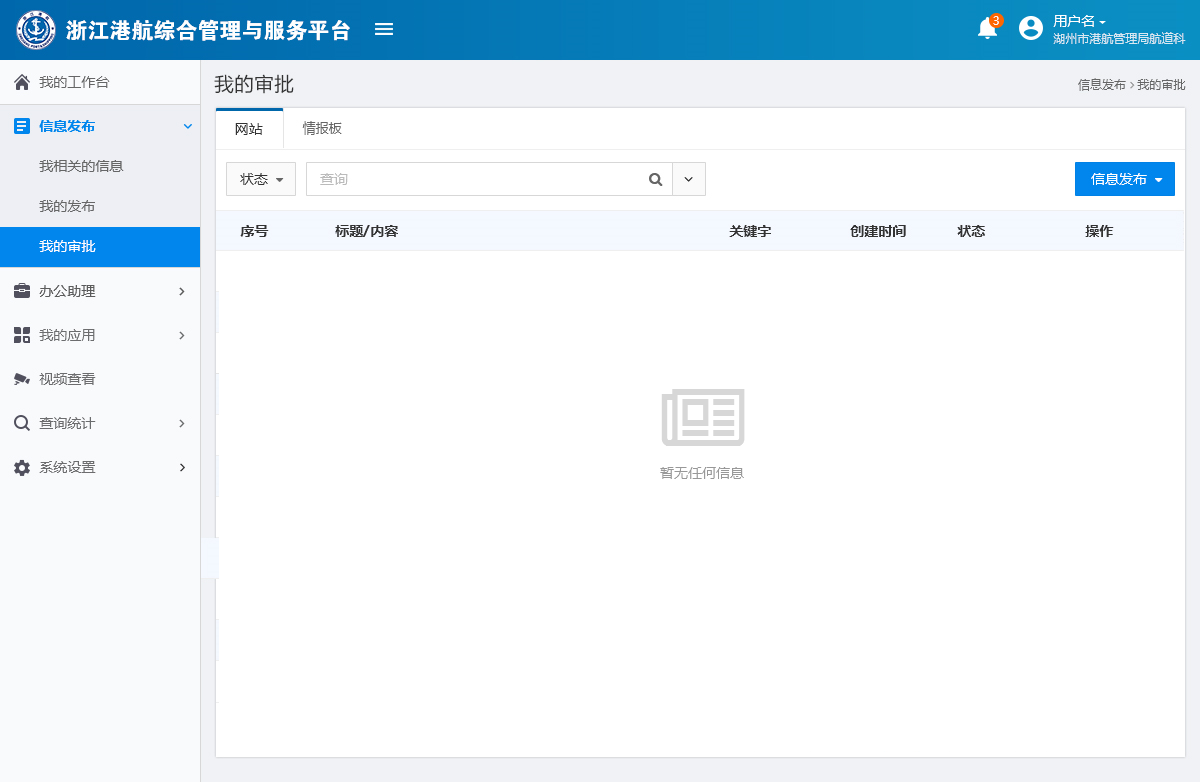 浙江港航综合管理与服务平台
3
用户名
湖州市港航管理局航道科
我的工作台
信息发布
我相关的信息
我的发布
我的审批
办公助理
我的应用
视频查看
查询统计
系统设置
我的审批
信息发布 > 我的审批
网站 情报板
状态 查询 信息发布
序号 标题/内容 关键字 创建时间 状态 操作
暂无任何信息